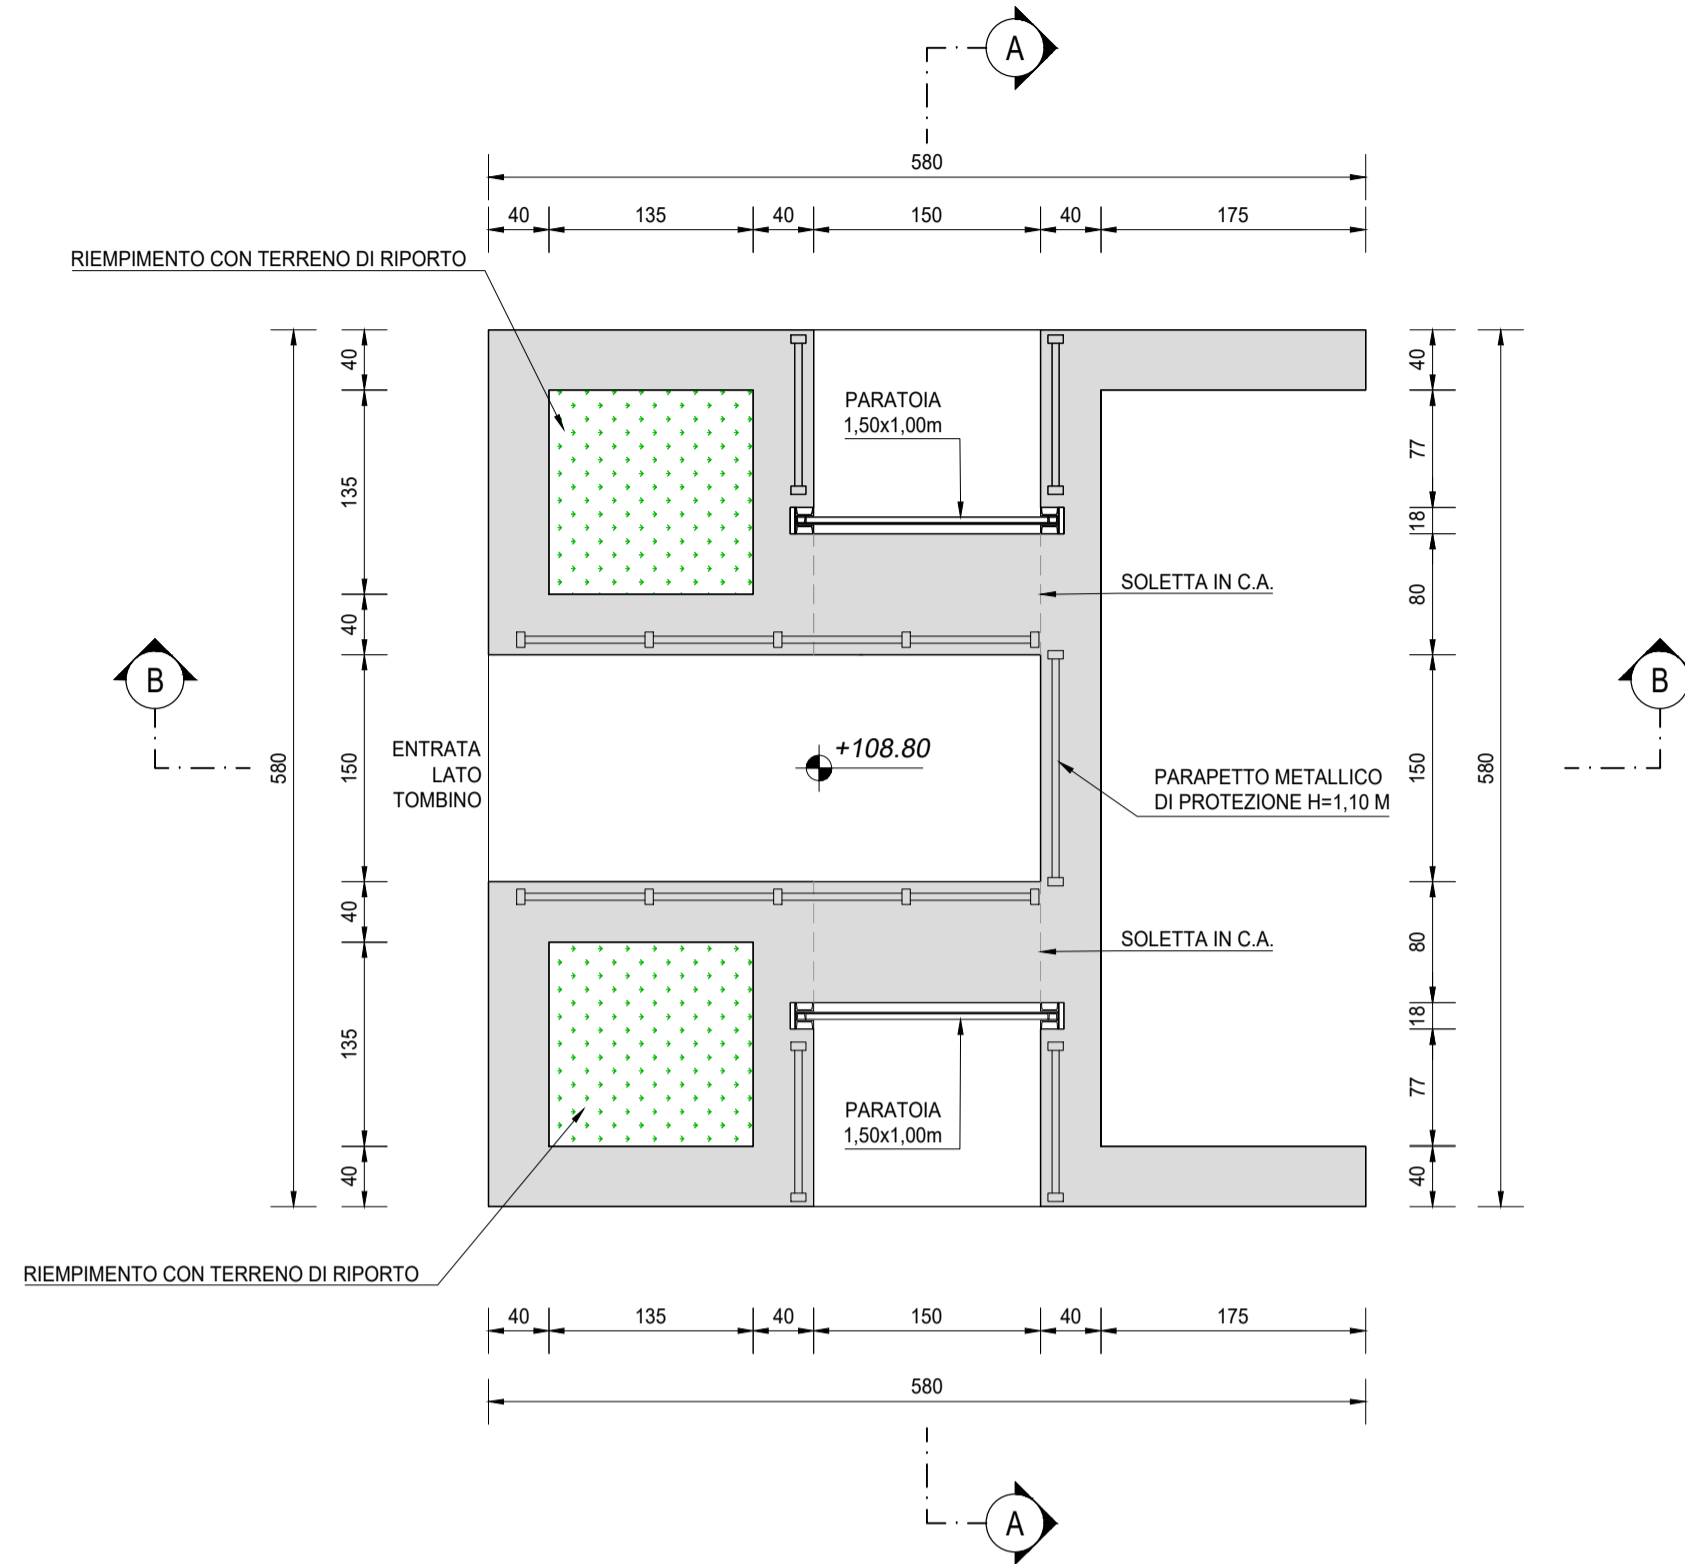 A
580
40 135 40 150 40 175
RIEMPIMENTO CON TERRENO DI RIPORTO
40
135
40
150
40
135
40
580
PARATOIA
1,50x1,00m
SOLETTA IN C.A.
B
ENTRATA
LATO
TOMBINO
+108.80
PARAPETTO METALLICO
DI PROTEZIONE H=1,10 M
B
SOLETTA IN C.A.
PARATOIA
1,50x1,00m
40
77
18
80
150
80
18
77
40
580
RIEMPIMENTO CON TERRENO DI RIPORTO
40 135 40 150 40 175
580
A